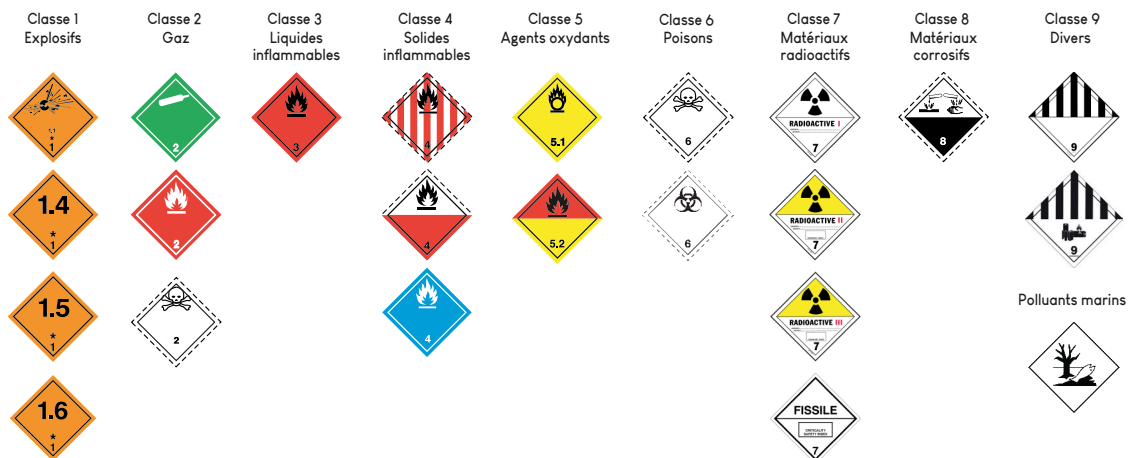 Classe 1
Explosifs
Classe 2
Gaz
Classe 3
Liquides
inflammables
Classe 4
Solides
inflammables
Classe 5
Agents oxydants
Classe 6
Poisons
Classe 7
Matériaux
radioactifs
Classe 8
Matériaux
corrosifs
Classe 9
Divers
*
1
2
3
4
5.1
6
RADIOACTIVE I
7
8
9
1.4
*
1
2
4
5.2
6
RADIOACTIVE II
7
9
1.5
*
1
2
4
RADIOACTIVE III
7
Polluants marins
1.6
*
1
FISSILE
CRITICALITY
SAFETY INDEX
7